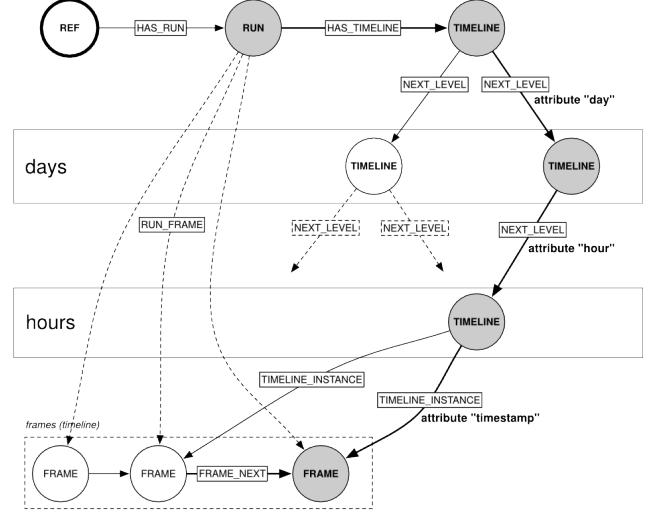 REF
HAS_RUN
RUN
HAS_TIMELINE
TIMELINE
NEXT_LEVEL
NEXT_LEVEL
attribute "day"
days
TIMELINE
TIMELINE
RUN_FRAME
NEXT_LEVEL
NEXT_LEVEL
NEXT_LEVEL
attribute "hour"
hours
TIMELINE
TIMELINE_INSTANCE
TIMELINE_INSTANCE
attribute "timestamp"
frames (timeline)
FRAME
FRAME
FRAME_NEXT
FRAME